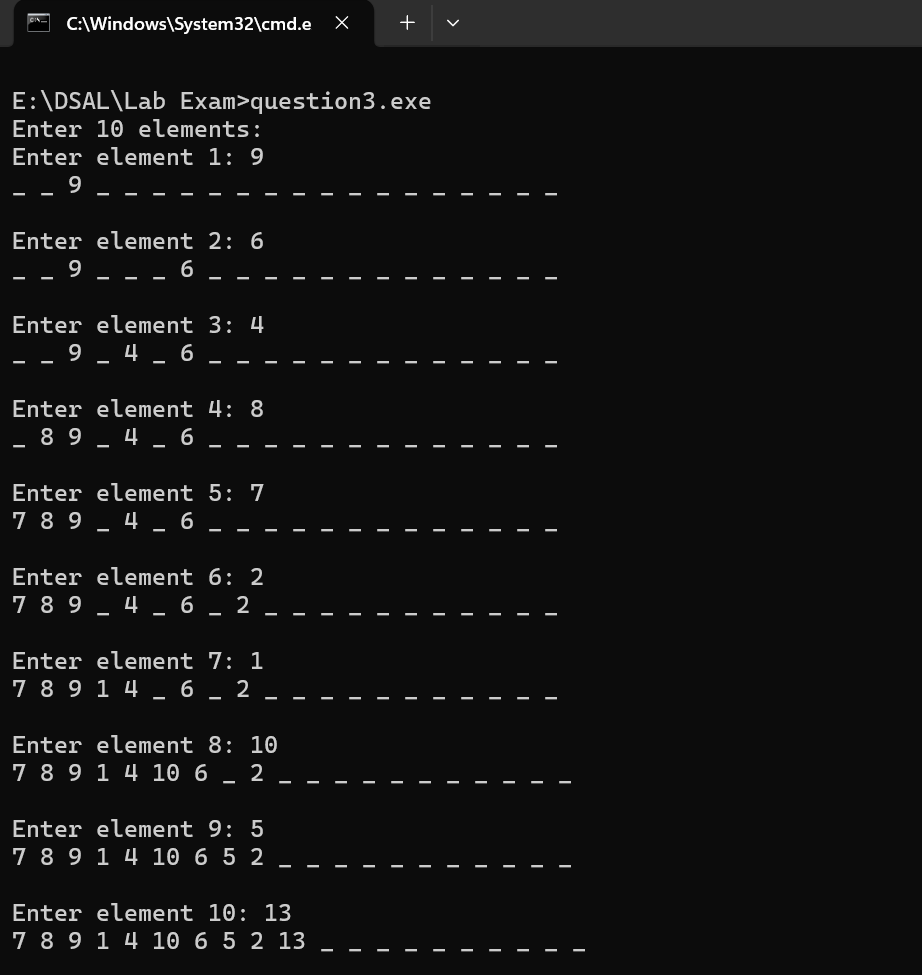 C:\Windows\System32\cmd.e
E:\DSAL\Lab Exam>question3.exe
Enter 10 elements:
Enter element 1: 9
_ _ 9 _ _ _ _ _ _ _ _ _ _ _ _ _ _ _ _ _
Enter element 2: 6
_ _ 9 _ _ _ 6 _ _ _ _ _ _ _ _ _ _ _ _ _
Enter element 3: 4
_ _ 9 _ 4 _ 6 _ _ _ _ _ _ _ _ _ _ _ _ _
Enter element 4: 8
_ 8 9 _ 4 _ 6 _ _ _ _ _ _ _ _ _ _ _ _ _
Enter element 5: 7
7 8 9 _ 4 _ 6 _ _ _ _ _ _ _ _ _ _ _ _ _
Enter element 6: 2
7 8 9 _ 4 _ 6 _ 2 _ _ _ _ _ _ _ _ _ _ _
Enter element 7: 1
7 8 9 1 4 _ 6 _ 2 _ _ _ _ _ _ _ _ _ _ _
Enter element 8: 10
7 8 9 1 4 10 6 _ 2 _ _ _ _ _ _ _ _ _ _ _
Enter element 9: 5
7 8 9 1 4 10 6 5 2 _ _ _ _ _ _ _ _ _ _ _
Enter element 10: 13
7 8 9 1 4 10 6 5 2 13 _ _ _ _ _ _ _ _ _ _